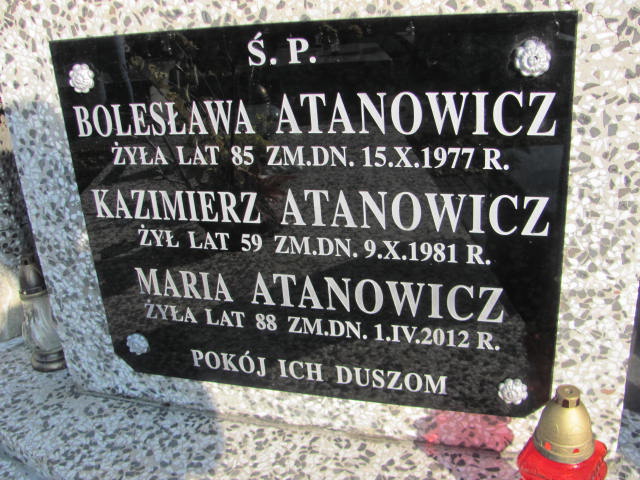 Ś. P.
BOLESŁAWA ATANOWICZ
ŻYŁA LAT 85 ZM.DN. 15.X.1977 R.
KAZIMIERZ ATANOWICZ
ŻYŁ LAT 59 ZM.DN. 9.X.1981 R.
MARIA ATANOWICZ
ŻYŁA LAT 88 ZM.DN. 1.IV.2012 R.
POKÓJ ICH DUSZOM